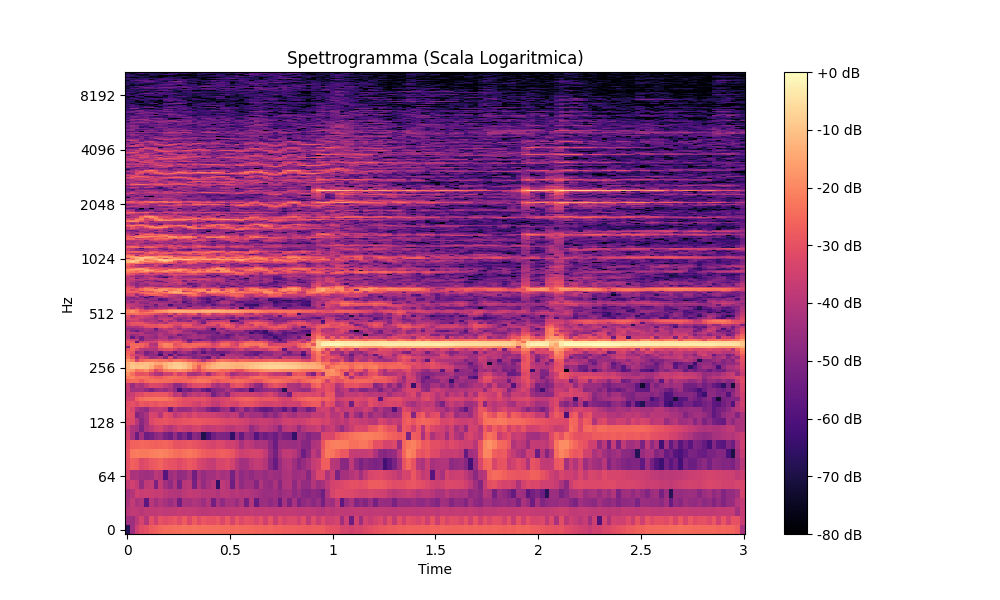 Spettrogramma (Scala Logaritmica)
8192
4096
2048
1024
512
256
128
64
0
Hz
0
0.5
1
1.5
2
2.5
3
Time
+0 dB
-10 dB
-20 dB
-30 dB
-40 dB
-50 dB
-60 dB
-70 dB
-80 dB